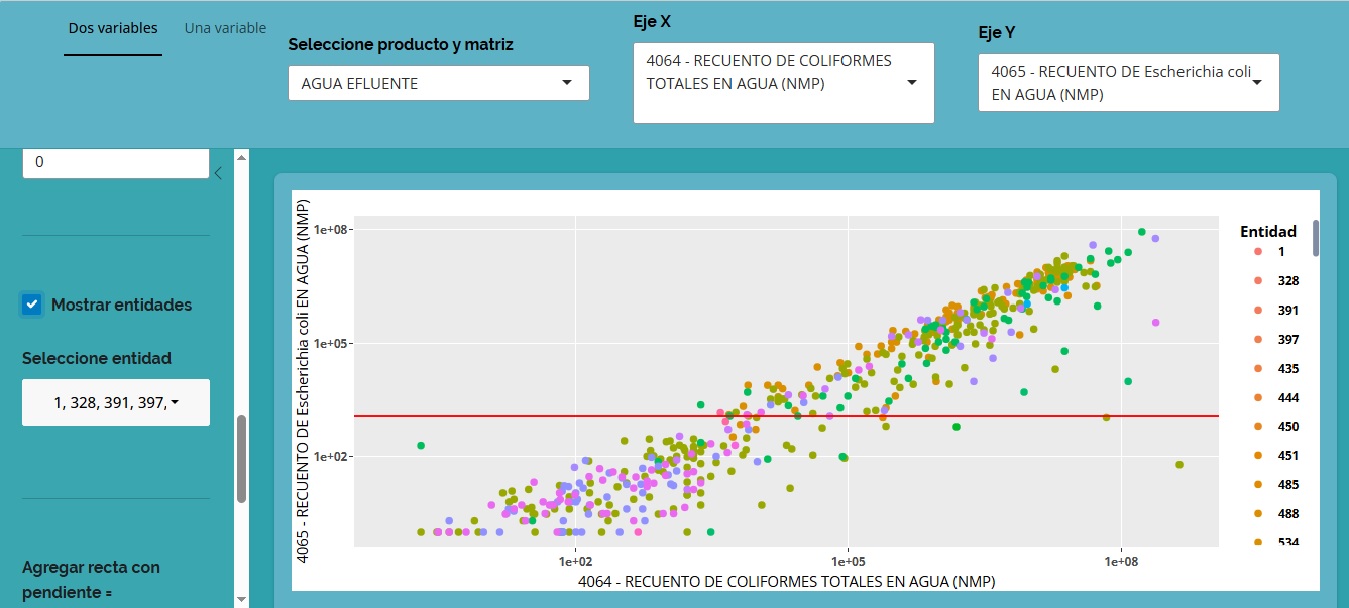 Dos variables
Una variable
Seleccione producto y matriz
AGUA EFLUENTE
Eje X
4064 - RECUENTO DE COLIFORMES
TOTALES EN AGUA (NMP)
Eje Y
4065 - RECUENTO DE Escherichia coli
EN AGUA (NMP)
0
Mostrar entidades
Seleccione entidad
1, 328, 391, 397,
Agregar recta con
pendiente =
4065 - RECUENTO DE Escherichia coli EN AGUA (NMP)
1e+08
1e+05
1e+02
1e+02
1e+05
1e+08
4064 - RECUENTO DE COLIFORMES TOTALES EN AGUA (NMP)
Entidad
1
328
391
397
435
444
450
451
485
488
534